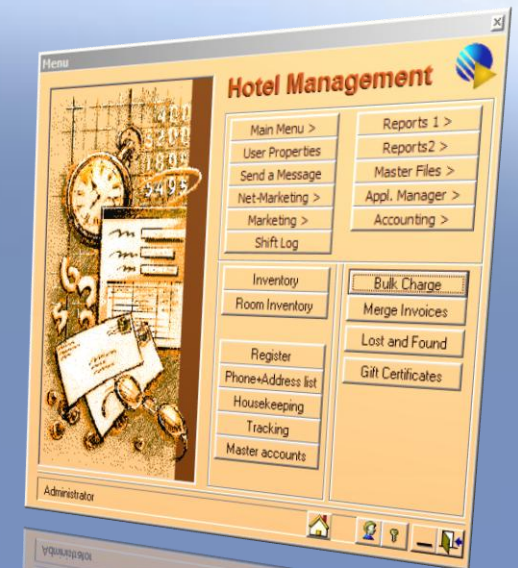 Menu
Hotel Management
Main Menu >
User Properties
Send a Message
Net-Marketing >
Marketing >
Shift Log
Reports 1 >
Reports2 >
Master Files >
Appl. Manager >
Accounting >
Inventory
Room Inventory
Register
Phone+Address list
Housekeeping
Tracking
Master accounts
Bulk Charge
Merge Invoices
Lost and Found
Gift Certificates
Administrator